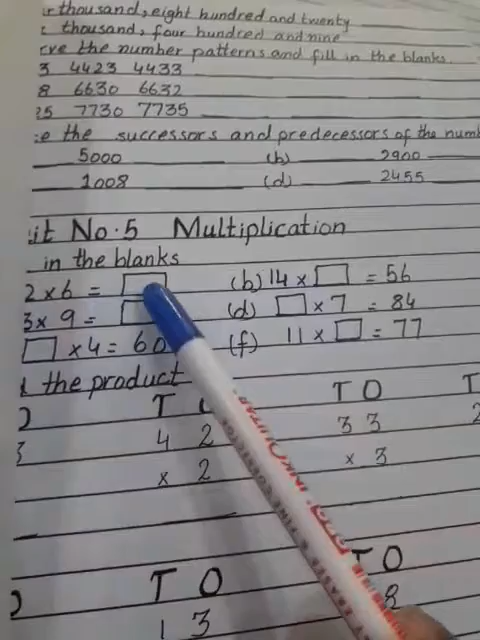 thousand, eight hundred and twenty
thousand, four hundred and nine
the number patterns and fill in the blanks.
3 4423 4433
8 6630 6632
25 7730 7735
the successors and predecessors of the
5000 (b) 2900
1008 (d) 2455
No.5 Multiplication
in the blanks
2 x 6 = □ (b) 14 x □ = 56
3 x 9 = □ (d) □ x 7 = 84
□ x 4 = 60 (f) 11 x □ = 77
the product
T O T
4 2 3 3 2
x 2 x 3
T O T O
1 3 8